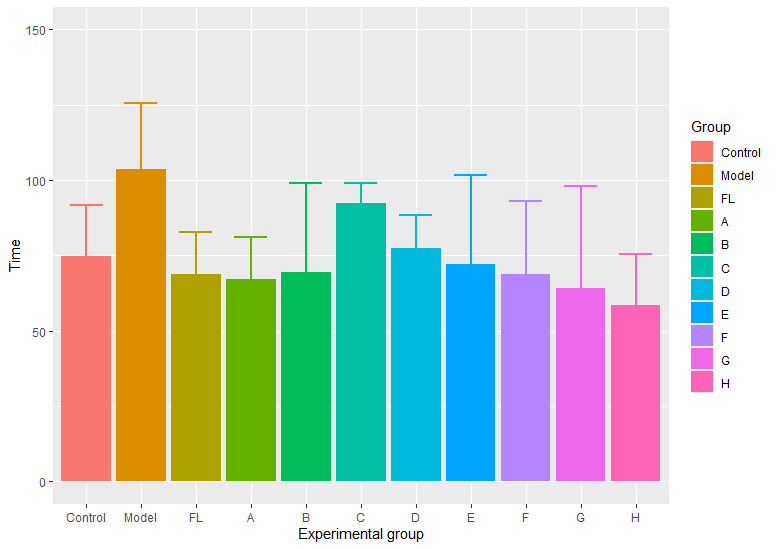 150
100
50
0
Time
Control Model FL A B C D E F G H
Experimental group
Group
Control
Model
FL
A
B
C
D
E
F
G
H